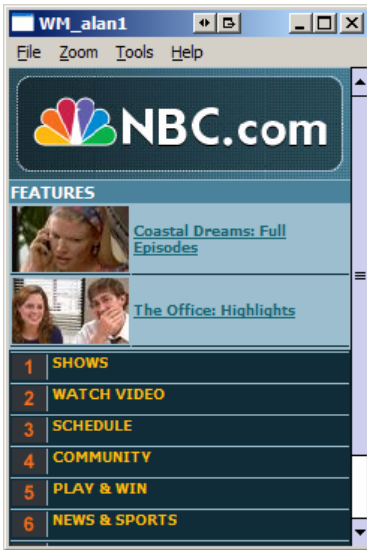 WM_alan1
File Zoom Tools Help
NBC.com
FEATURES
Coastal Dreams: Full
Episodes
The Office: Highlights
1 SHOWS
2 WATCH VIDEO
3 SCHEDULE
4 COMMUNITY
5 PLAY & WIN
6 NEWS & SPORTS